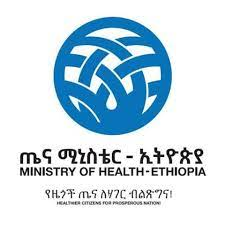 ጤና ሚኒስቴር - ኢትዮጵያ
MINISTRY OF HEALTH-ETHIOPIA
የዜጎች ጤና ለሃገር ብልጽግና!
HEALTHIER CITIZENS FOR PROSPEROUS NATION!